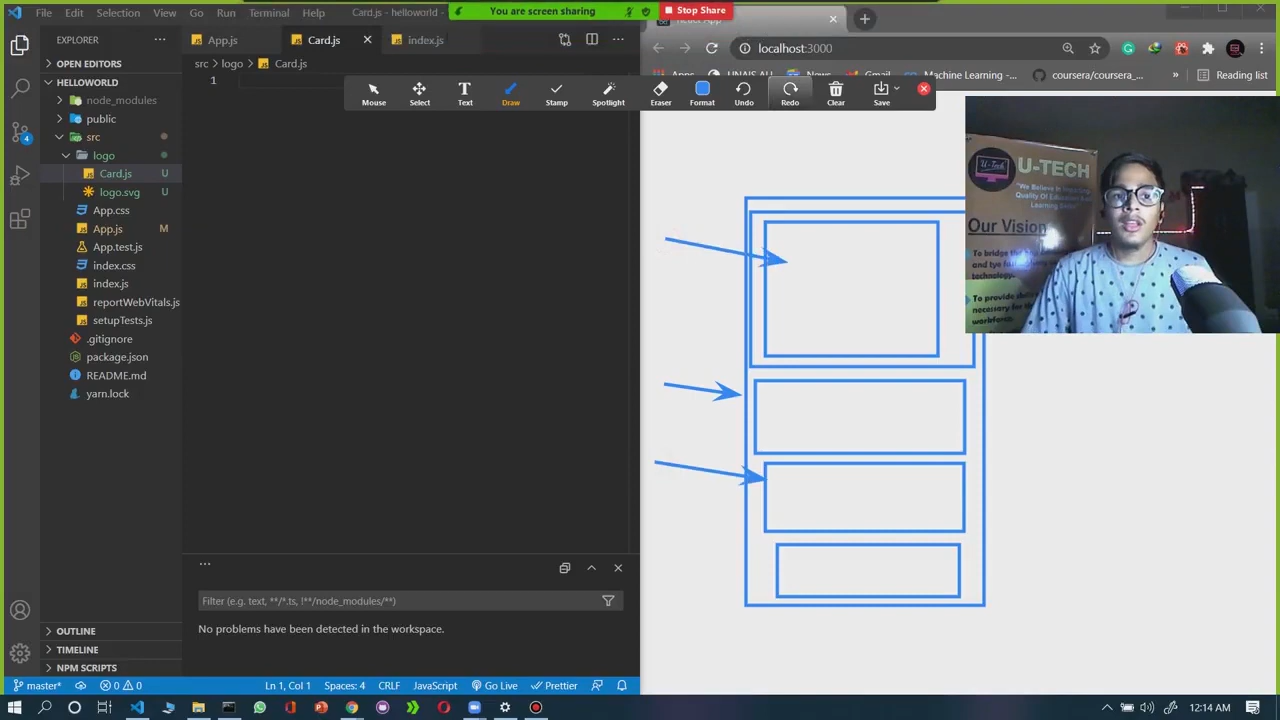 File Edit Selection View Go Run Terminal Card.js - helloworld -
You are screen sharing
Stop Share
EXPLORER
App.js
Card.js
index.js
localhost:3000
OPEN EDITORS
src > logo > Card.js
Apps
News
Gmail
Machine Learning -...
coursera/coursera_...
»
Reading list
HELLOWORLD
1
Mouse Select Text Draw Stamp Spotlight Eraser Format Undo Redo Clear Save
node_modules
public
src
logo
Card.js U
logo.svg U
App.css
App.js M
App.test.js
index.css
index.js
reportWebVitals.js
setupTests.js
.gitignore
package.json
README.md
yarn.lock
4
U-Tech
U-TECH
Our Vision
Filter (e.g. text, **/*.ts, !**/node_modules/**)
No problems have been detected in the workspace.
OUTLINE
TIMELINE
NPM SCRIPTS
master* 0 0 Ln 1, Col 1 Spaces: 4 CRLF JavaScript Go Live Prettier
12:14 AM